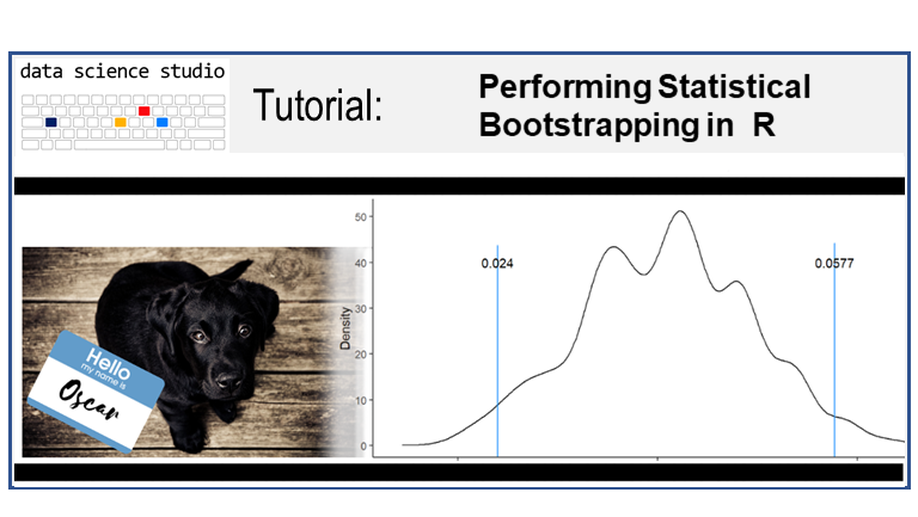 data science studio
Tutorial:
Performing Statistical
Bootstrapping in R
50
40
30
20
10
0
Density
0.024
0.0577
Hello
my name is
Oscar